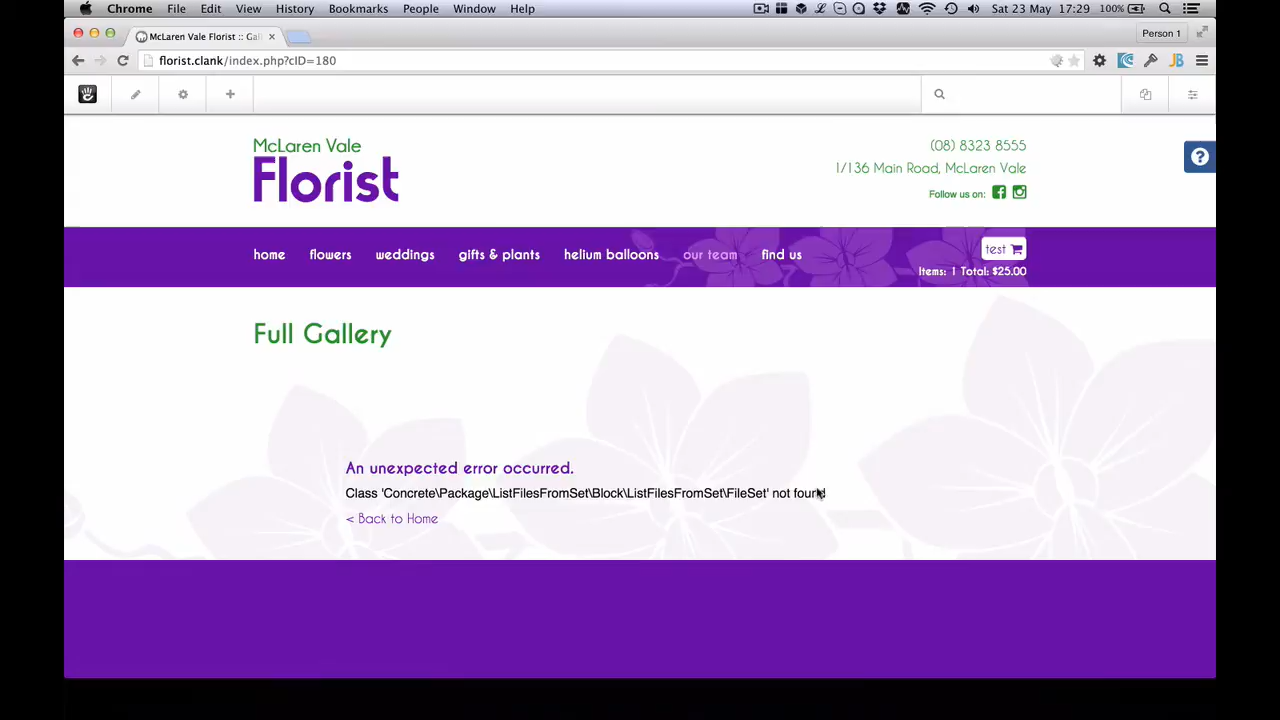 Chrome File Edit View History Bookmarks People Window Help Sat 23 May 17:29 100%
McLaren Vale Florist :: Gal Person 1
florist.clank/index.php?cID=180
McLaren Vale
Florist
(08) 8323 8555
1/136 Main Road, McLaren Vale
Follow us on:
home flowers weddings gifts & plants helium balloons our team find us test
Items: 1 Total: $25.00
Full Gallery
An unexpected error occurred.
Class 'Concrete\Package\ListFilesFromSet\Block\ListFilesFromSet\FileSet' not found
< Back to Home